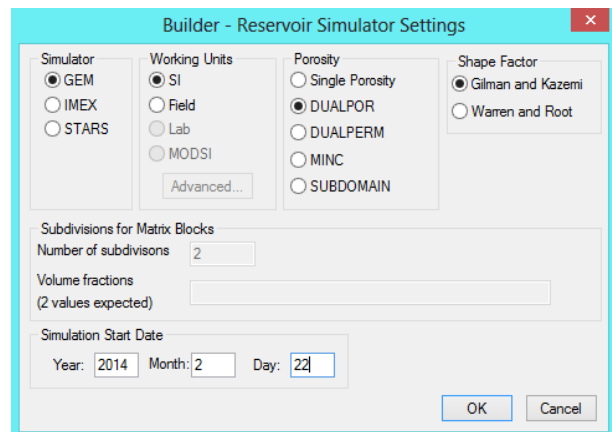 Builder - Reservoir Simulator Settings
Simulator
GEM
IMEX
STARS
Working Units
SI
Field
Lab
MODSI
Advanced...
Porosity
Single Porosity
DUALPOR
DUALPERM
MINC
SUBDOMAIN
Shape Factor
Gilman and Kazemi
Warren and Root
Subdivisions for Matrix Blocks
Number of subdivisons 2
Volume fractions
(2 values expected)
Simulation Start Date
Year: 2014 Month: 2 Day: 22
OK Cancel